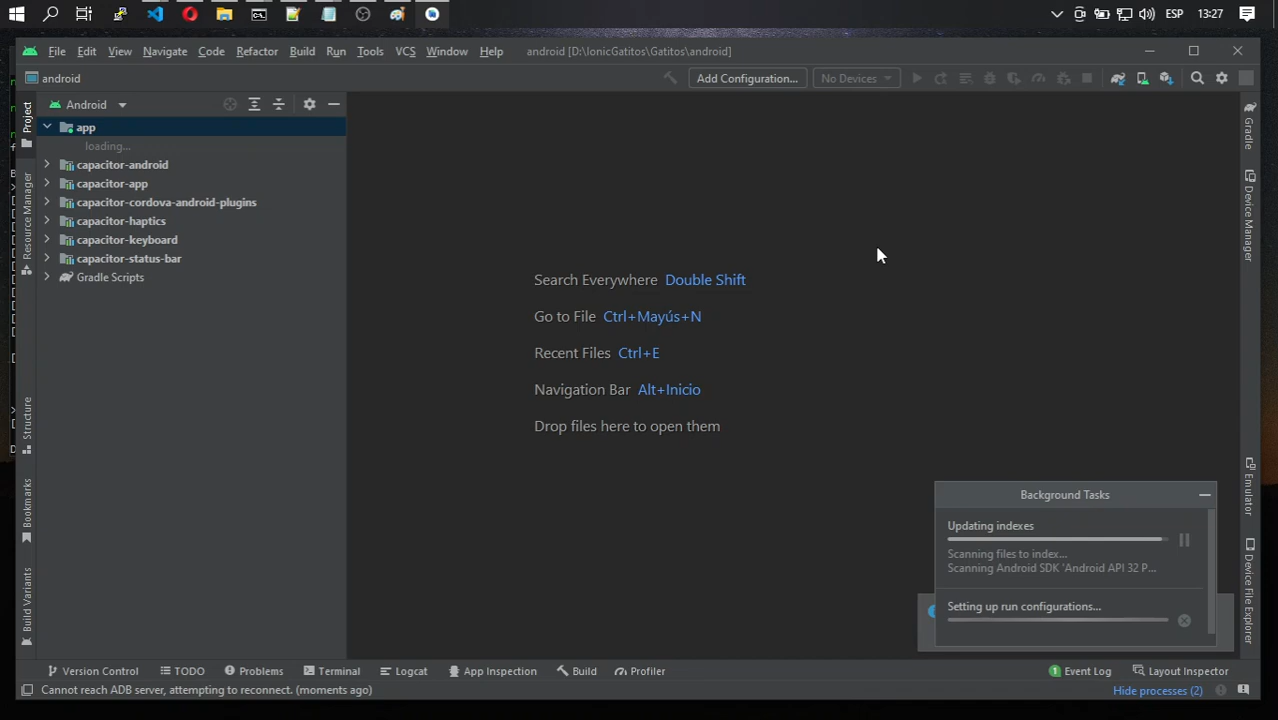 ESP 13:27
File Edit View Navigate Code Refactor Build Run Tools VCS Window Help android [D:\IonicGatitos\Gatitos\android]
android Add Configuration... No Devices
Project
Android
app
loading...
capacitor-android
capacitor-app
capacitor-cordova-android-plugins
capacitor-haptics
capacitor-keyboard
capacitor-status-bar
Gradle Scripts
Resource Manager
Structure
Bookmarks
Build Variants
Search Everywhere Double Shift
Go to File Ctrl+Mayús+N
Recent Files Ctrl+E
Navigation Bar Alt+Inicio
Drop files here to open them
Gradle
Device Manager
Emulator
Device File Explorer
Background Tasks
Updating indexes
Scanning files to index...
Scanning Android SDK 'Android API 32 P...
Setting up run configurations...
Version Control TODO Problems Terminal Logcat App Inspection Build Profiler 1 Event Log Layout Inspector
Cannot reach ADB server, attempting to reconnect. (moments ago) Hide processes (2)